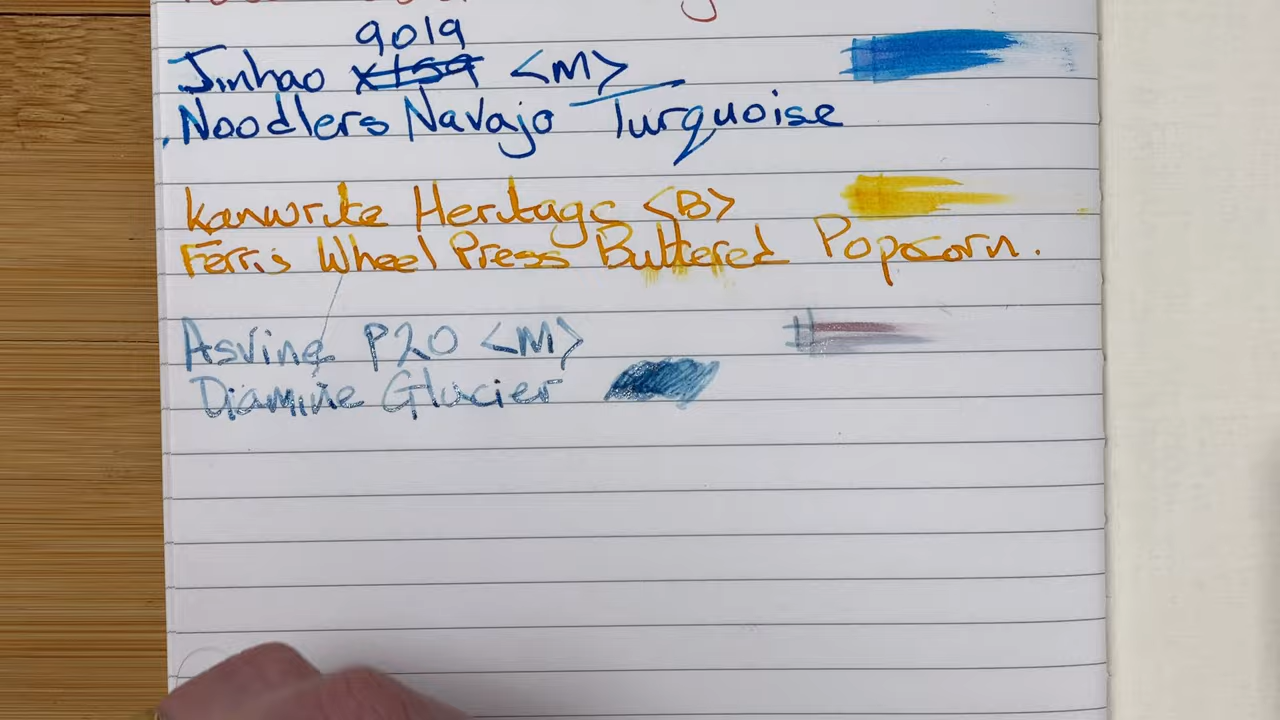 9019
Jinhao x159 <M>
Noodlers Navajo Turquoise
Kanwrite Heritage <B>
Ferris Wheel Press Buttered Popcorn.
Asvine P20 <M>
Diamine Glacier